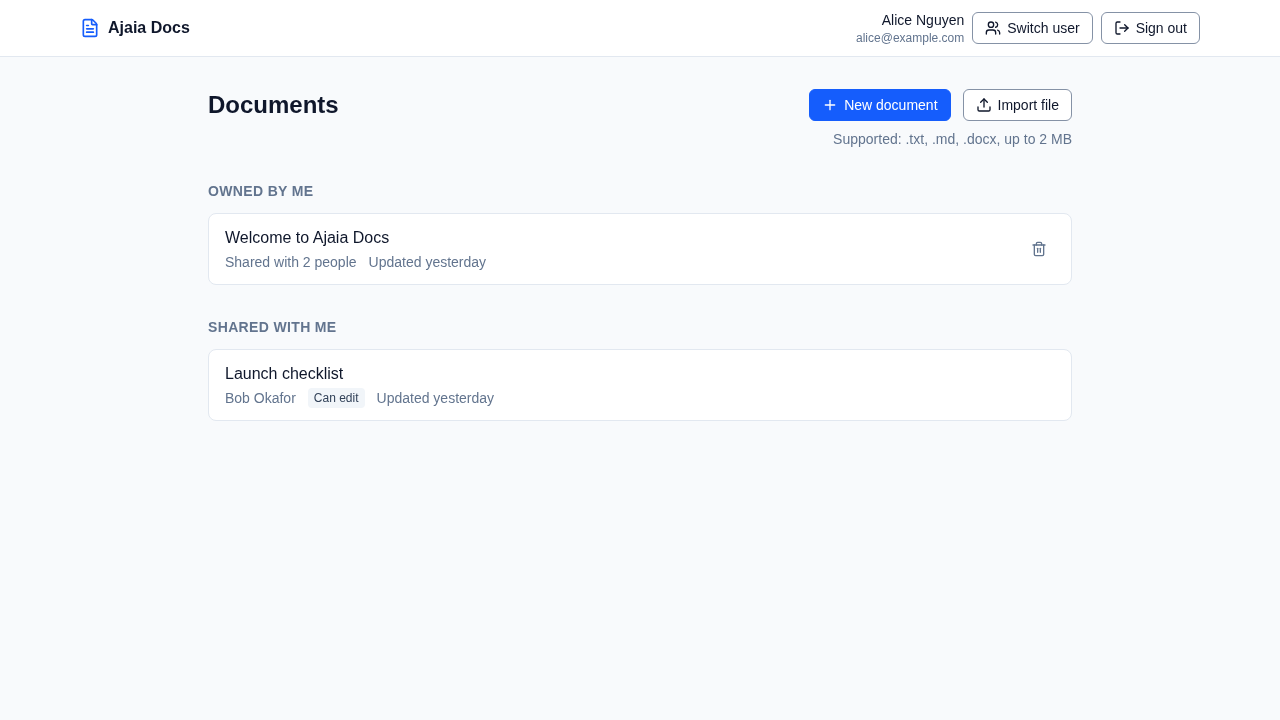 Ajaia Docs
Alice Nguyen
alice@example.com
Switch user
Sign out
Documents
New document
Import file
Supported: .txt, .md, .docx, up to 2 MB
OWNED BY ME
Welcome to Ajaia Docs
Shared with 2 people Updated yesterday
SHARED WITH ME
Launch checklist
Bob Okafor Can edit Updated yesterday